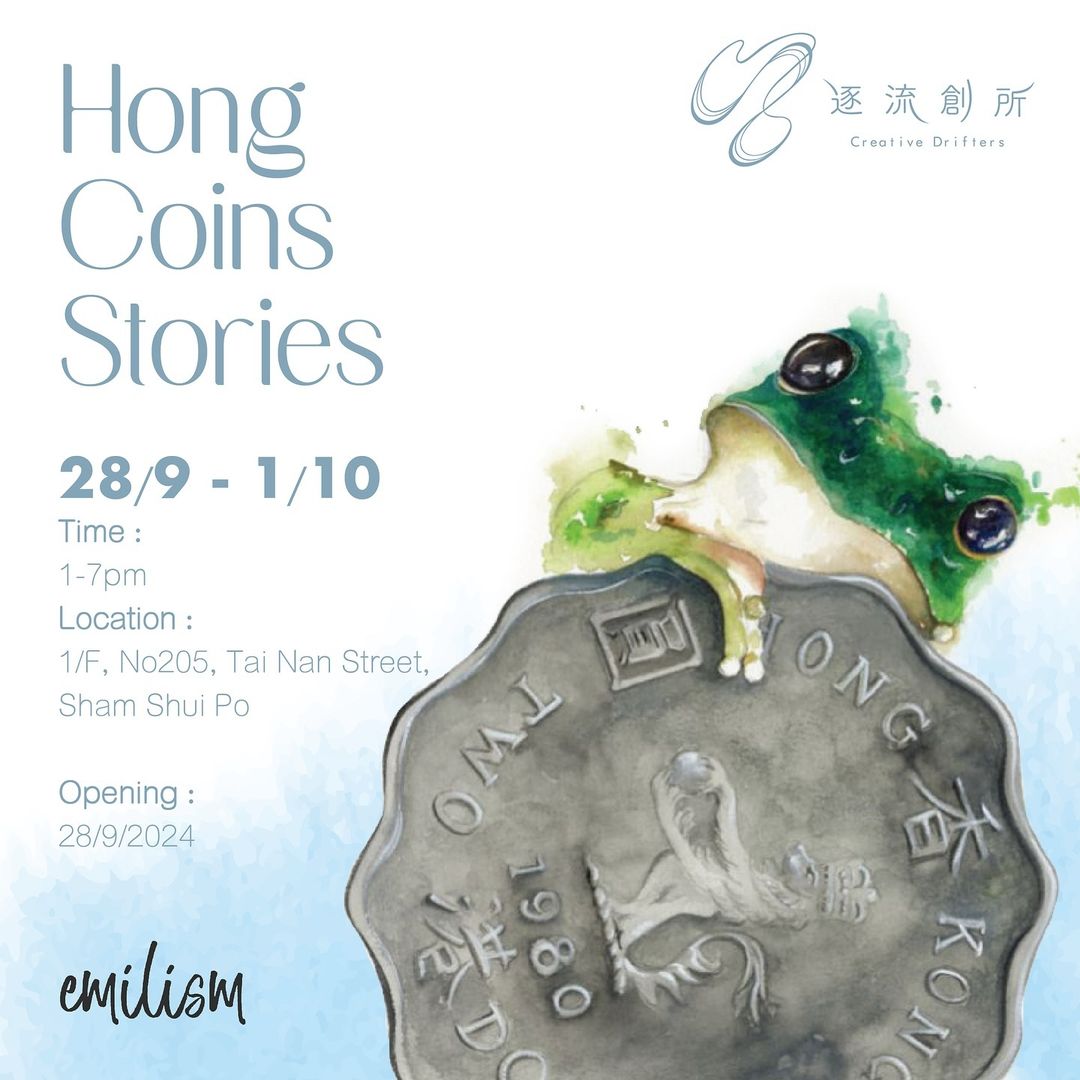 Hong
Coins
Stories
逐流創所
Creative Drifters
28/9 - 1/10
Time :
1-7pm
Location :
1/F, No205, Tai Nan Street,
Sham Shui Po
Opening :
28/9/2024
emilism
TWO
HONG
香
KONG
1980
港